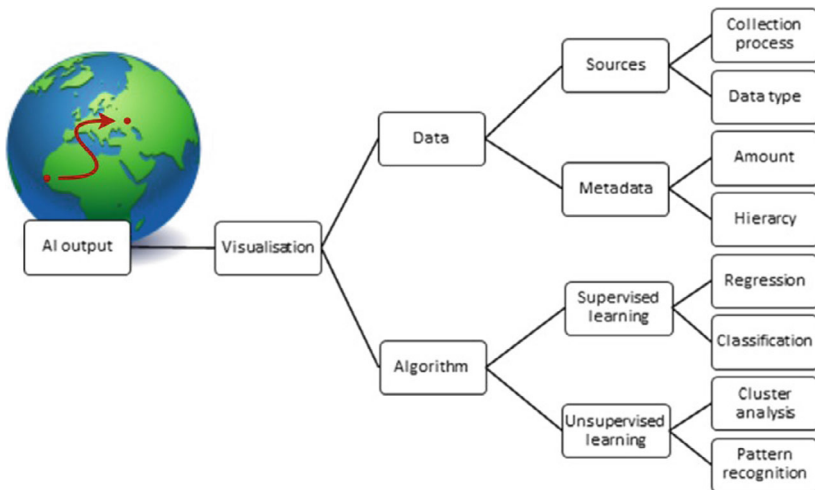 Collection
process
Sources
Data type
Data
Amount
Metadata
Hierarcy
AI output
Visualisation
Regression
Supervised
learning
Classification
Algorithm
Cluster
analysis
Unsupervised
learning
Pattern
recognition